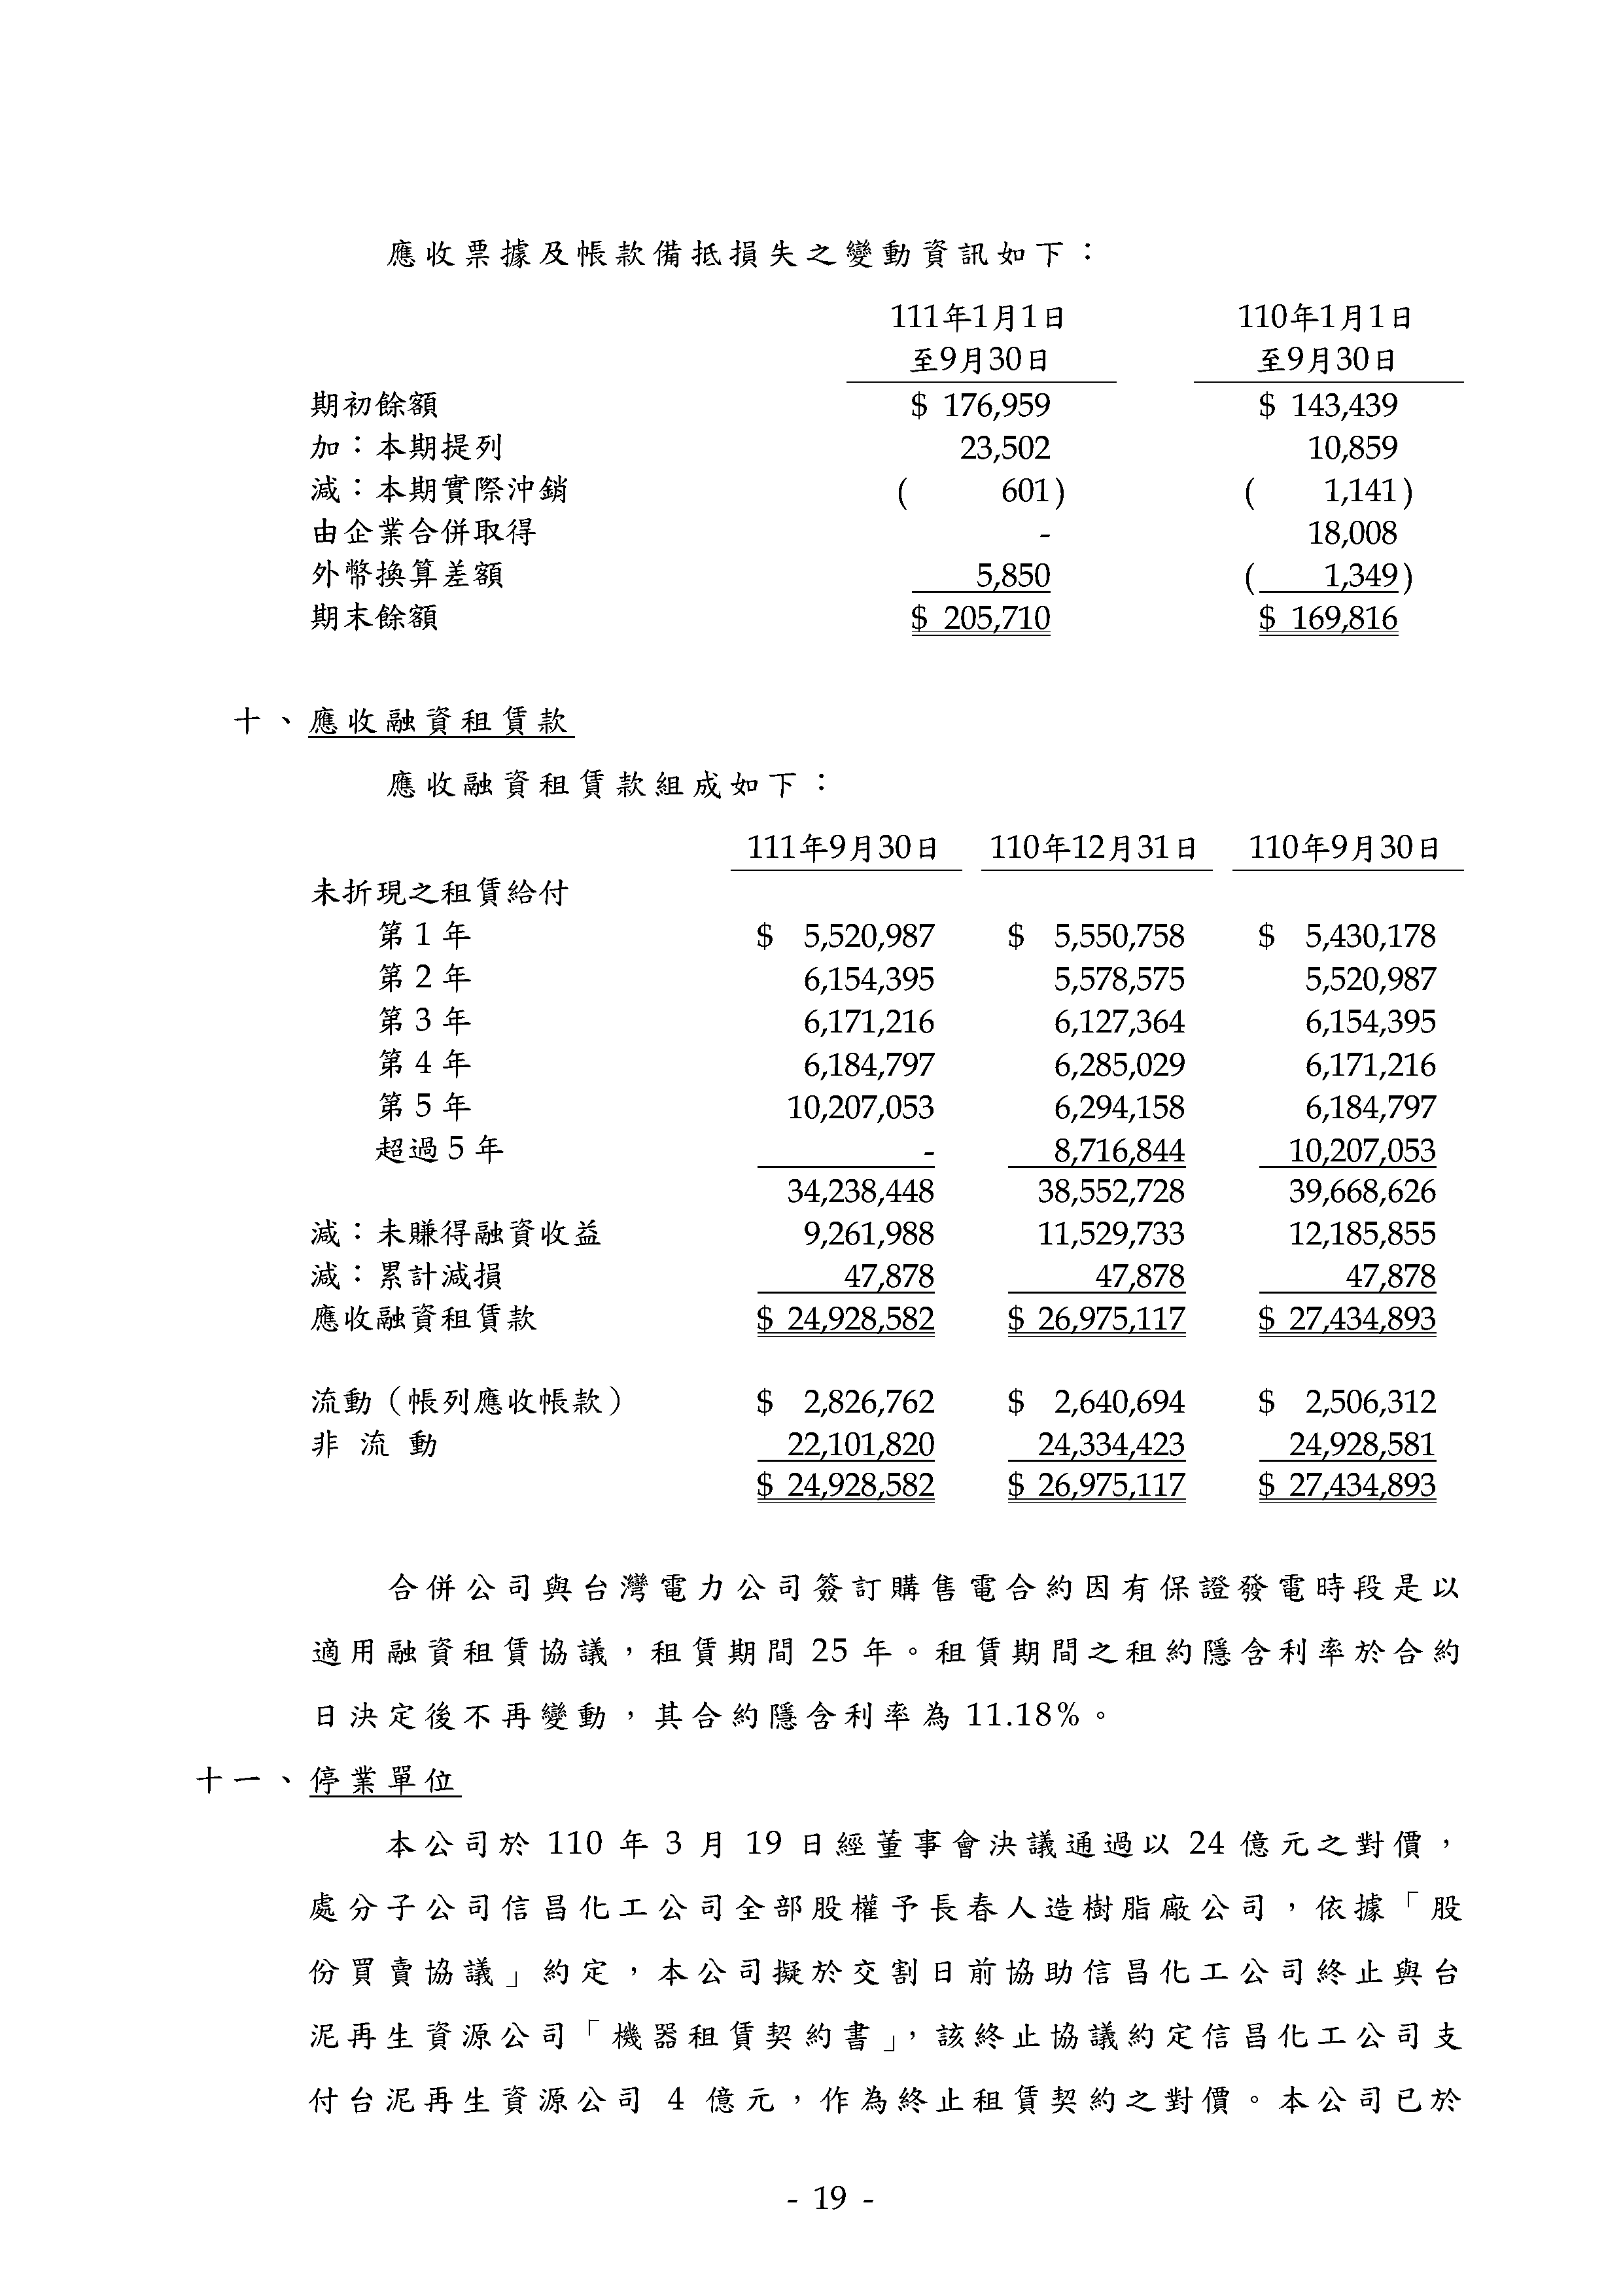 應收票據及帳款備抵損失之變動資訊如下：
111年1月1日 110年1月1日
至9月30日 至9月30日
期初餘額 $ 176,959 $ 143,439
加：本期提列 23,502 10,859
減：本期實際沖銷 ( 601) ( 1,141)
由企業合併取得 - 18,008
外幣換算差額 5,850 ( 1,349)
期末餘額 $ 205,710 $ 169,816
十、應收融資租賃款
應收融資租賃款組成如下：
111年9月30日 110年12月31日 110年9月30日
未折現之租賃給付
第 1 年 $ 5,520,987 $ 5,550,758 $ 5,430,178
第 2 年 6,154,395 5,578,575 5,520,987
第 3 年 6,171,216 6,127,364 6,154,395
第 4 年 6,184,797 6,285,029 6,171,216
第 5 年 10,207,053 6,294,158 6,184,797
超過 5 年 - 8,716,844 10,207,053
34,238,448 38,552,728 39,668,626
減：未賺得融資收益 9,261,988 11,529,733 12,185,855
減：累計減損 47,878 47,878 47,878
應收融資租賃款 $ 24,928,582 $ 26,975,117 $ 27,434,893
流動（帳列應收帳款） $ 2,826,762 $ 2,640,694 $ 2,506,312
非 流 動 22,101,820 24,334,423 24,928,581
$ 24,928,582 $ 26,975,117 $ 27,434,893
合併公司與台灣電力公司簽訂購售電合約因有保證發電時段是以
適用融資租賃協議，租賃期間 25 年。租賃期間之租約隱含利率於合約
日決定後不再變動，其合約隱含利率為 11.18%。
十一、停業單位
本公司於 110 年 3 月 19 日經董事會決議通過以 24 億元之對價，
處分子公司信昌化工公司全部股權予長春人造樹脂廠公司，依據「股
份買賣協議」約定，本公司擬於交割日前協助信昌化工公司終止與台
泥再生資源公司「機器租賃契約書」，該終止協議約定信昌化工公司支
付台泥再生資源公司 4 億元，作為終止租賃契約之對價。本公司已於
- 19 -